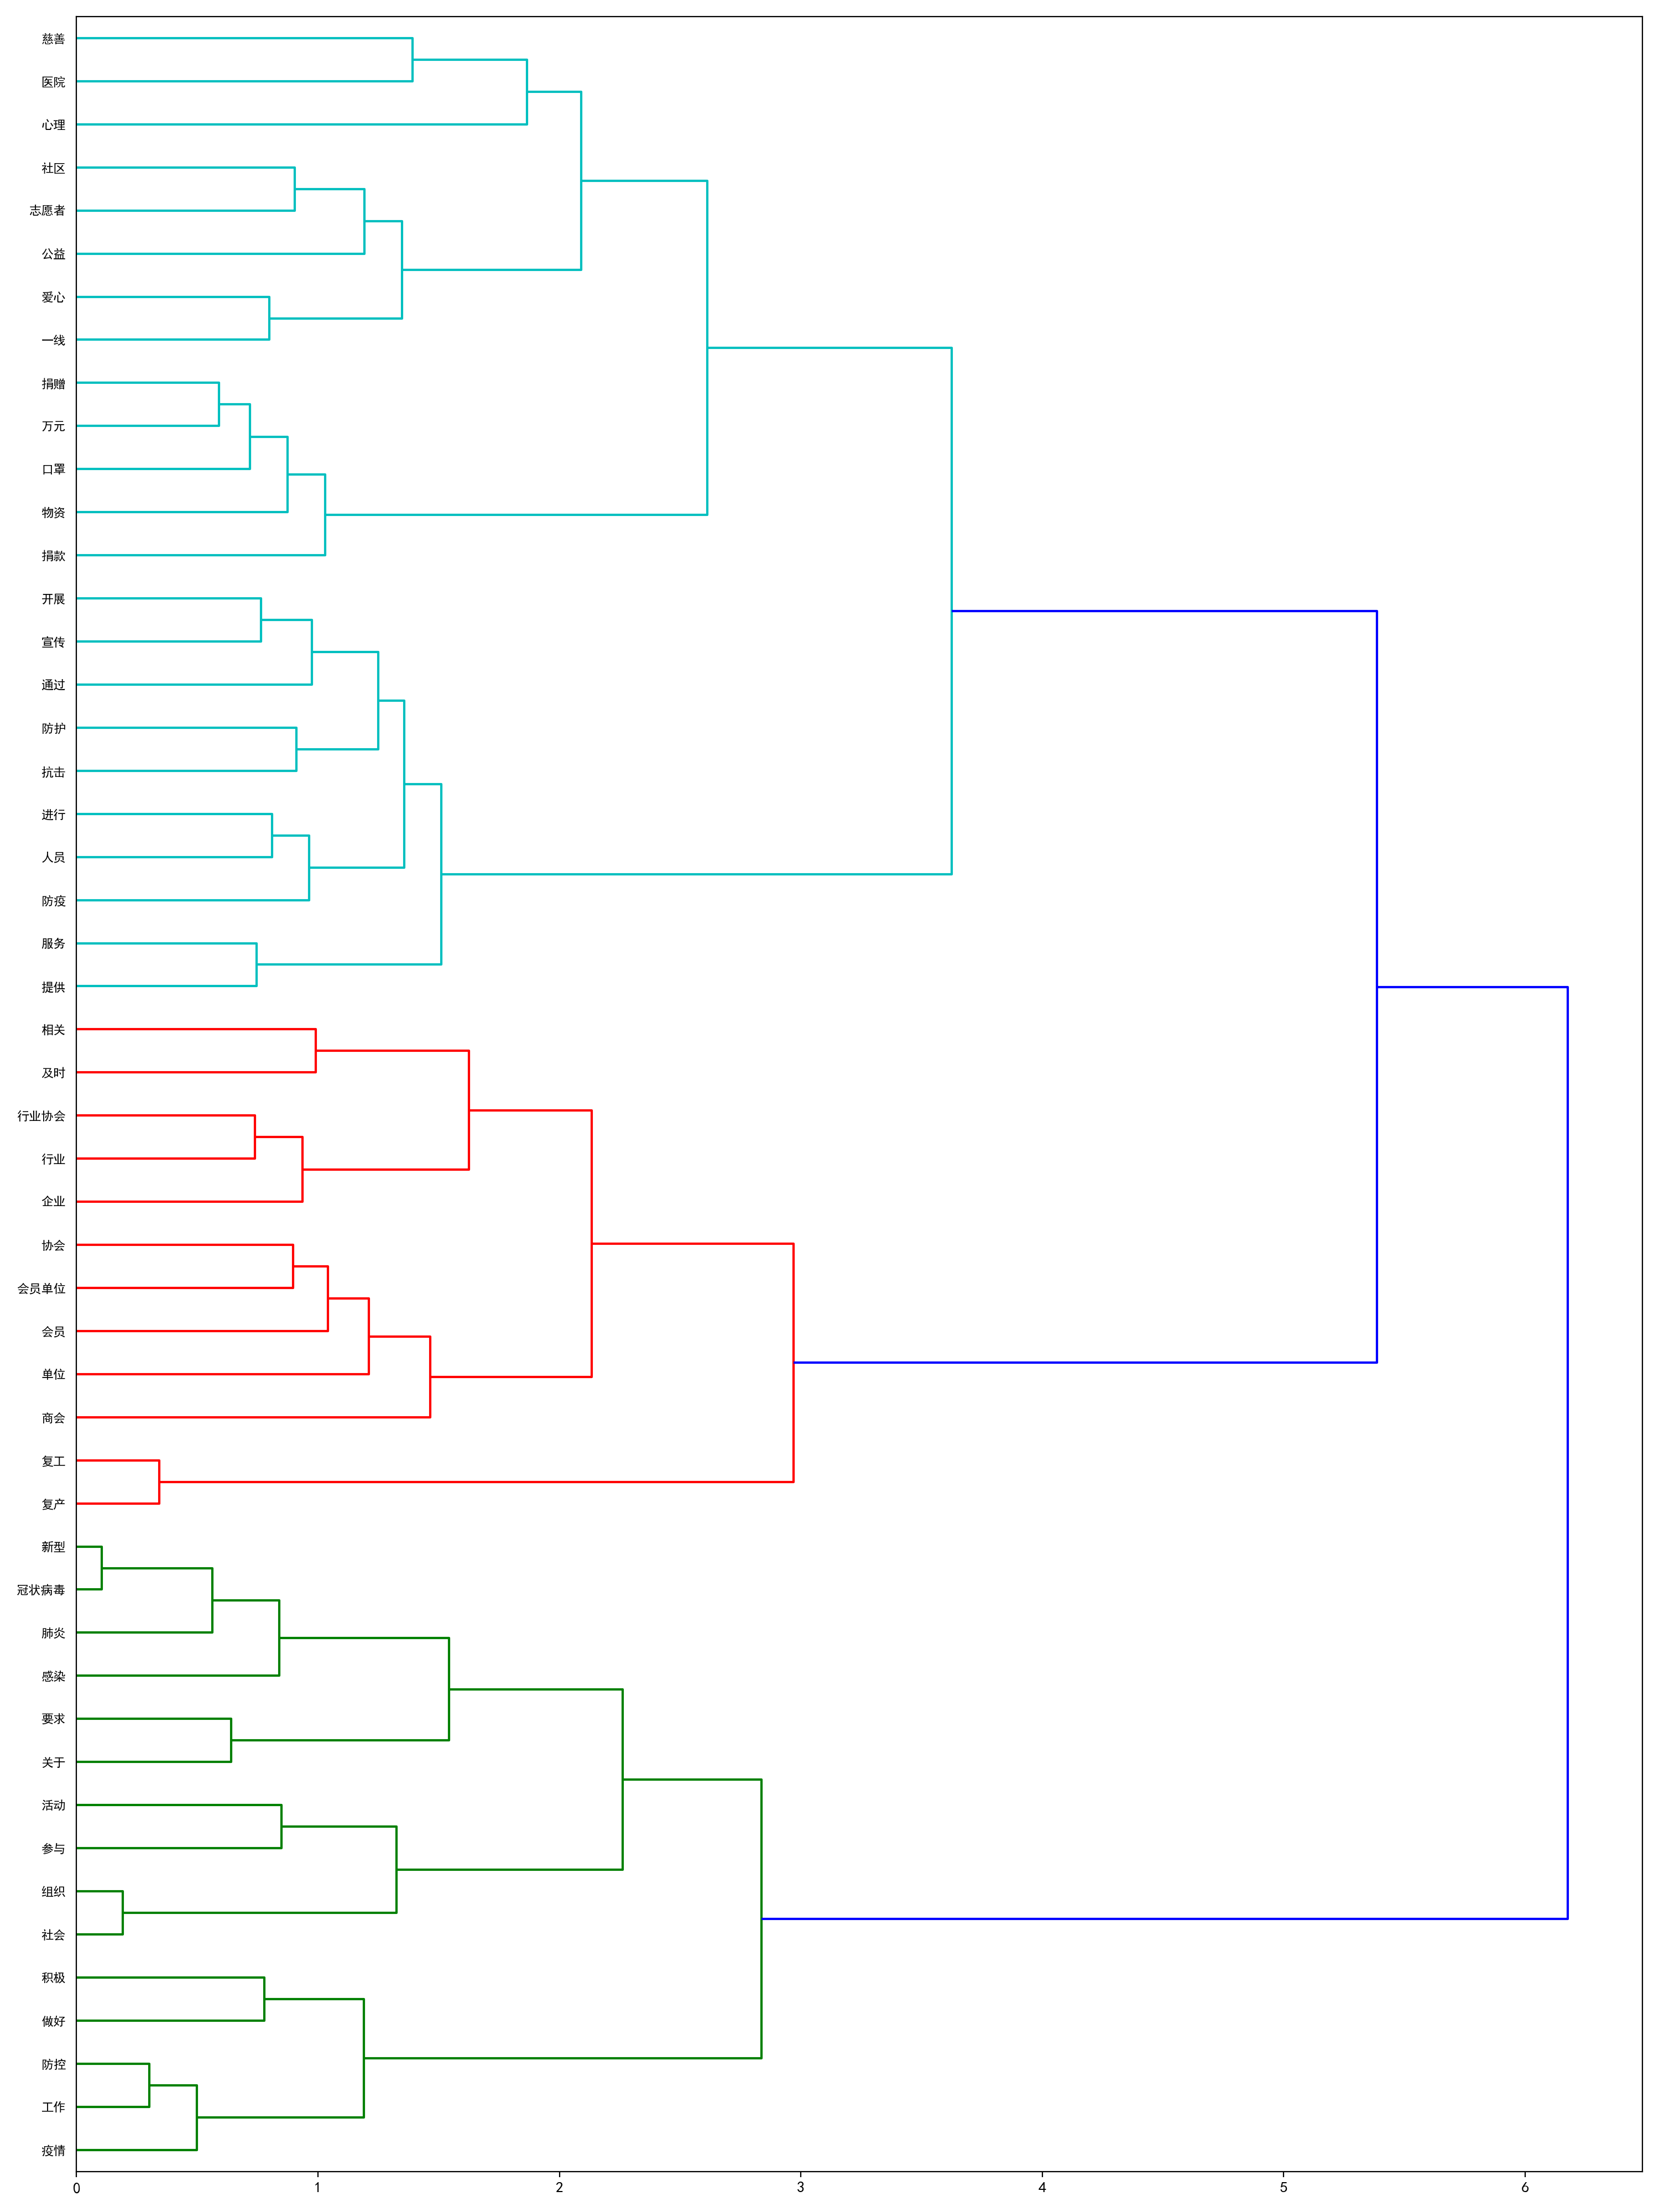 慈善
医院
心理
社区
志愿者
公益
爱心
一线
捐赠
万元
口罩
物资
捐款
开展
宣传
通过
防护
抗击
进行
人员
防疫
服务
提供
相关
及时
行业协会
行业
企业
协会
会员单位
会员
单位
商会
复工
复产
新型
冠状病毒
肺炎
感染
要求
关于
活动
参与
组织
社会
积极
做好
防控
工作
疫情
0 1 2 3 4 5 6